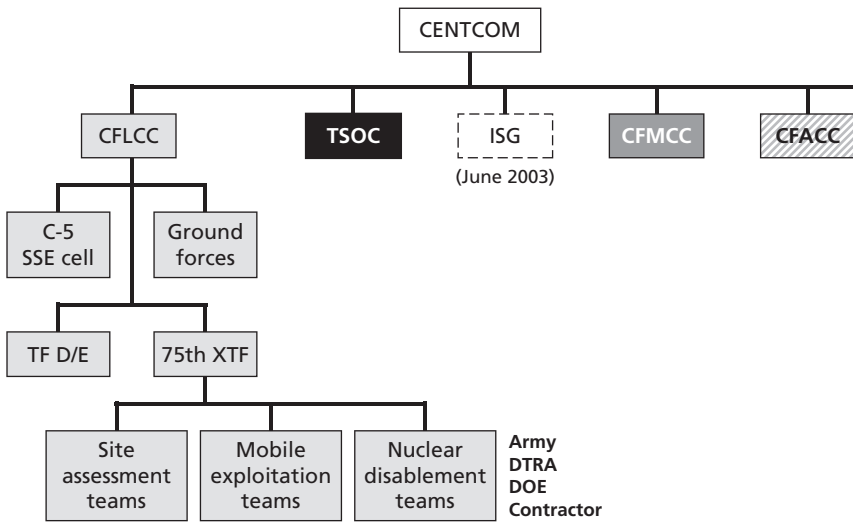 CENTCOM
CFLCC
TSOC
ISG
CFMCC
CFACC
(June 2003)
C-5
SSE cell
Ground
forces
TF D/E
75th XTF
Site
assessment
teams
Mobile
exploitation
teams
Nuclear
disablement
teams
Army
DTRA
DOE
Contractor